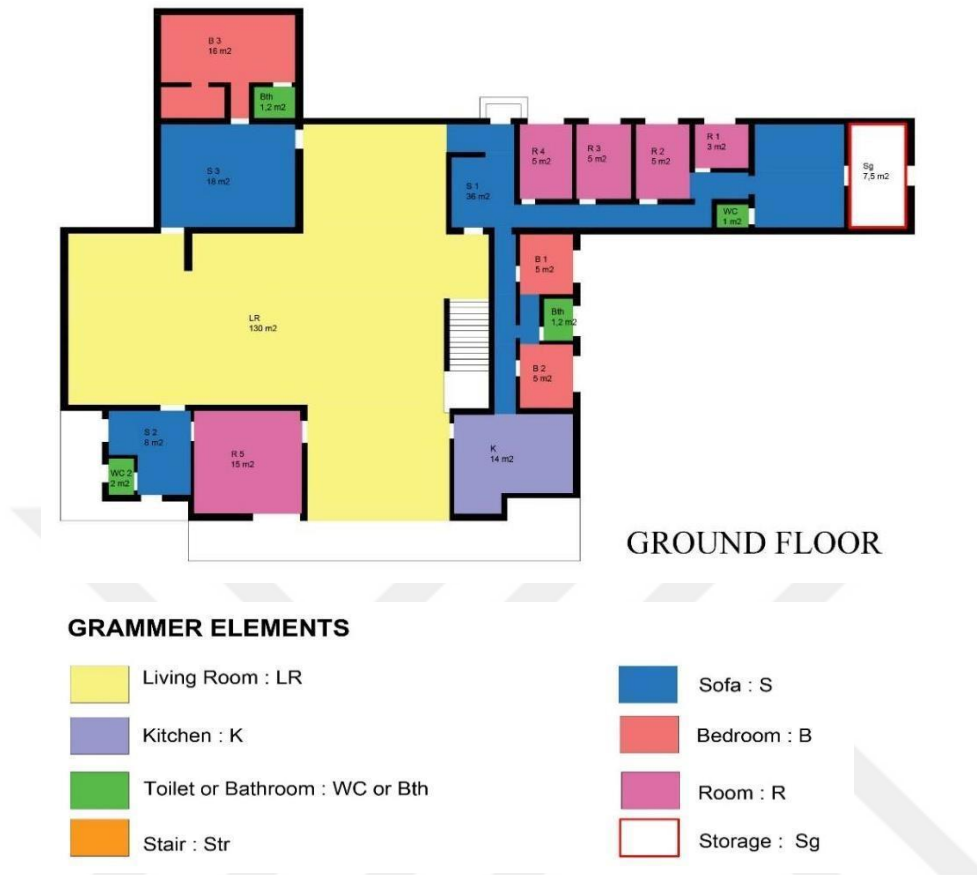 B 3
16 m2
Bth
1,2 m2
S 3
18 m2
S 1
36 m2
R 4
5 m2
R 3
5 m2
R 2
5 m2
R 1
3 m2
Sg
7,5 m2
WC
1 m2
B 1
5 m2
Bth
1,2 m2
B 2
5 m2
LR
130 m2
S 2
8 m2
WC 2
2 m2
R 5
15 m2
K
14 m2
GROUND FLOOR
GRAMMER ELEMENTS
Living Room : LR
Kitchen : K
Toilet or Bathroom : WC or Bth
Stair : Str
Sofa : S
Bedroom : B
Room : R
Storage : Sg